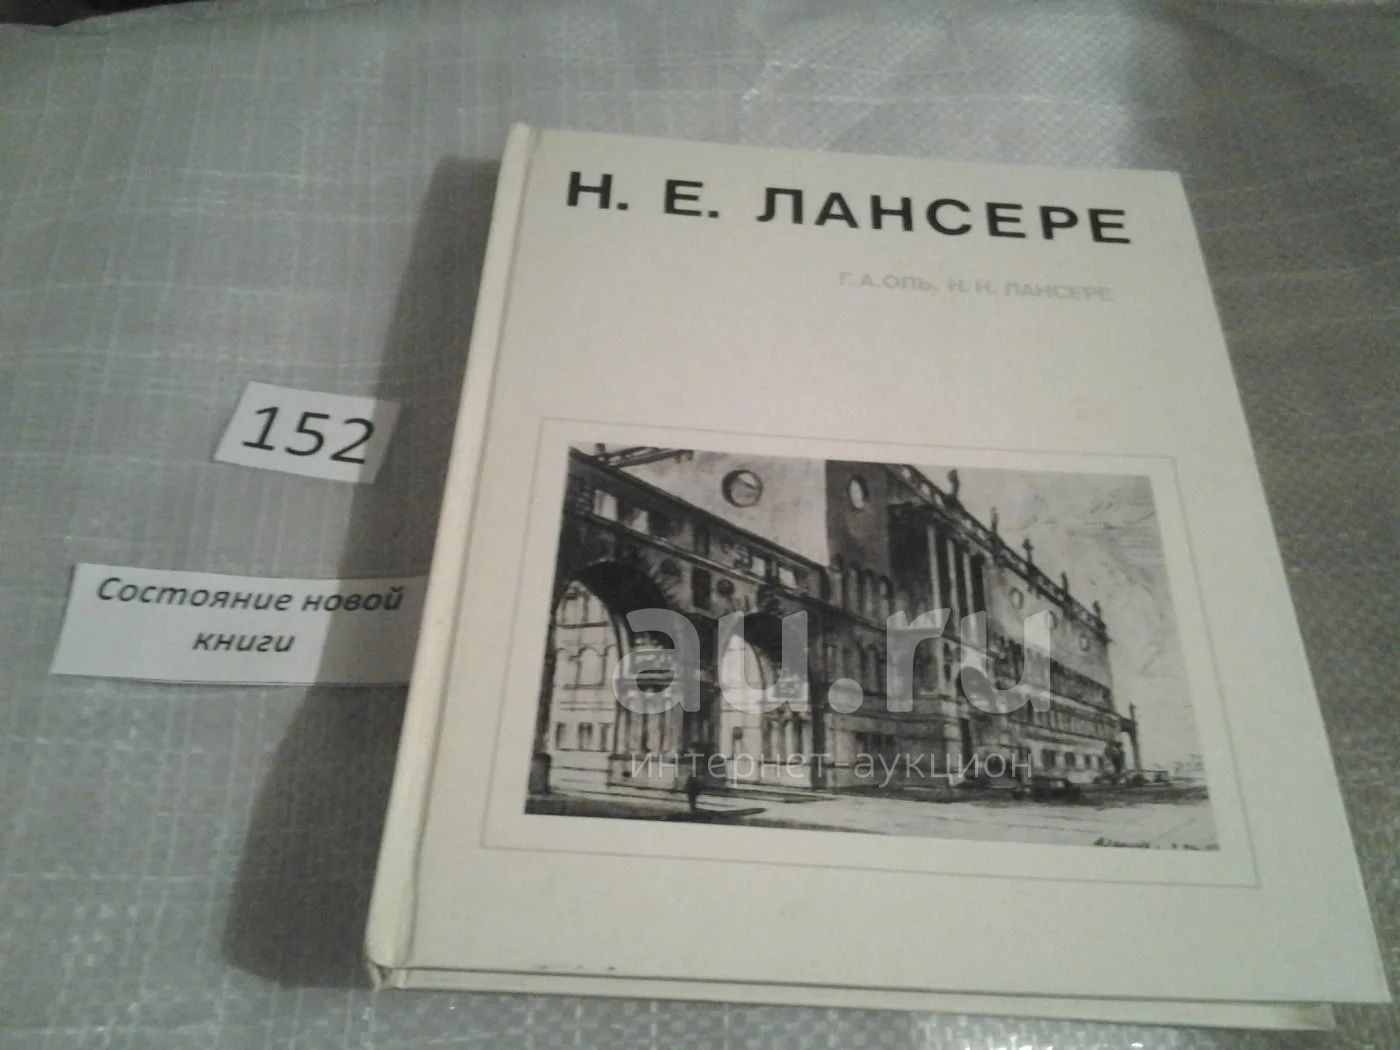 Н. Е. ЛАНСЕРЕ
Г. А. ОЛЬ, Н. Н. ЛАНСЕРЕ
152
Состояние новой
книги
au.ru
интернет-аукцион